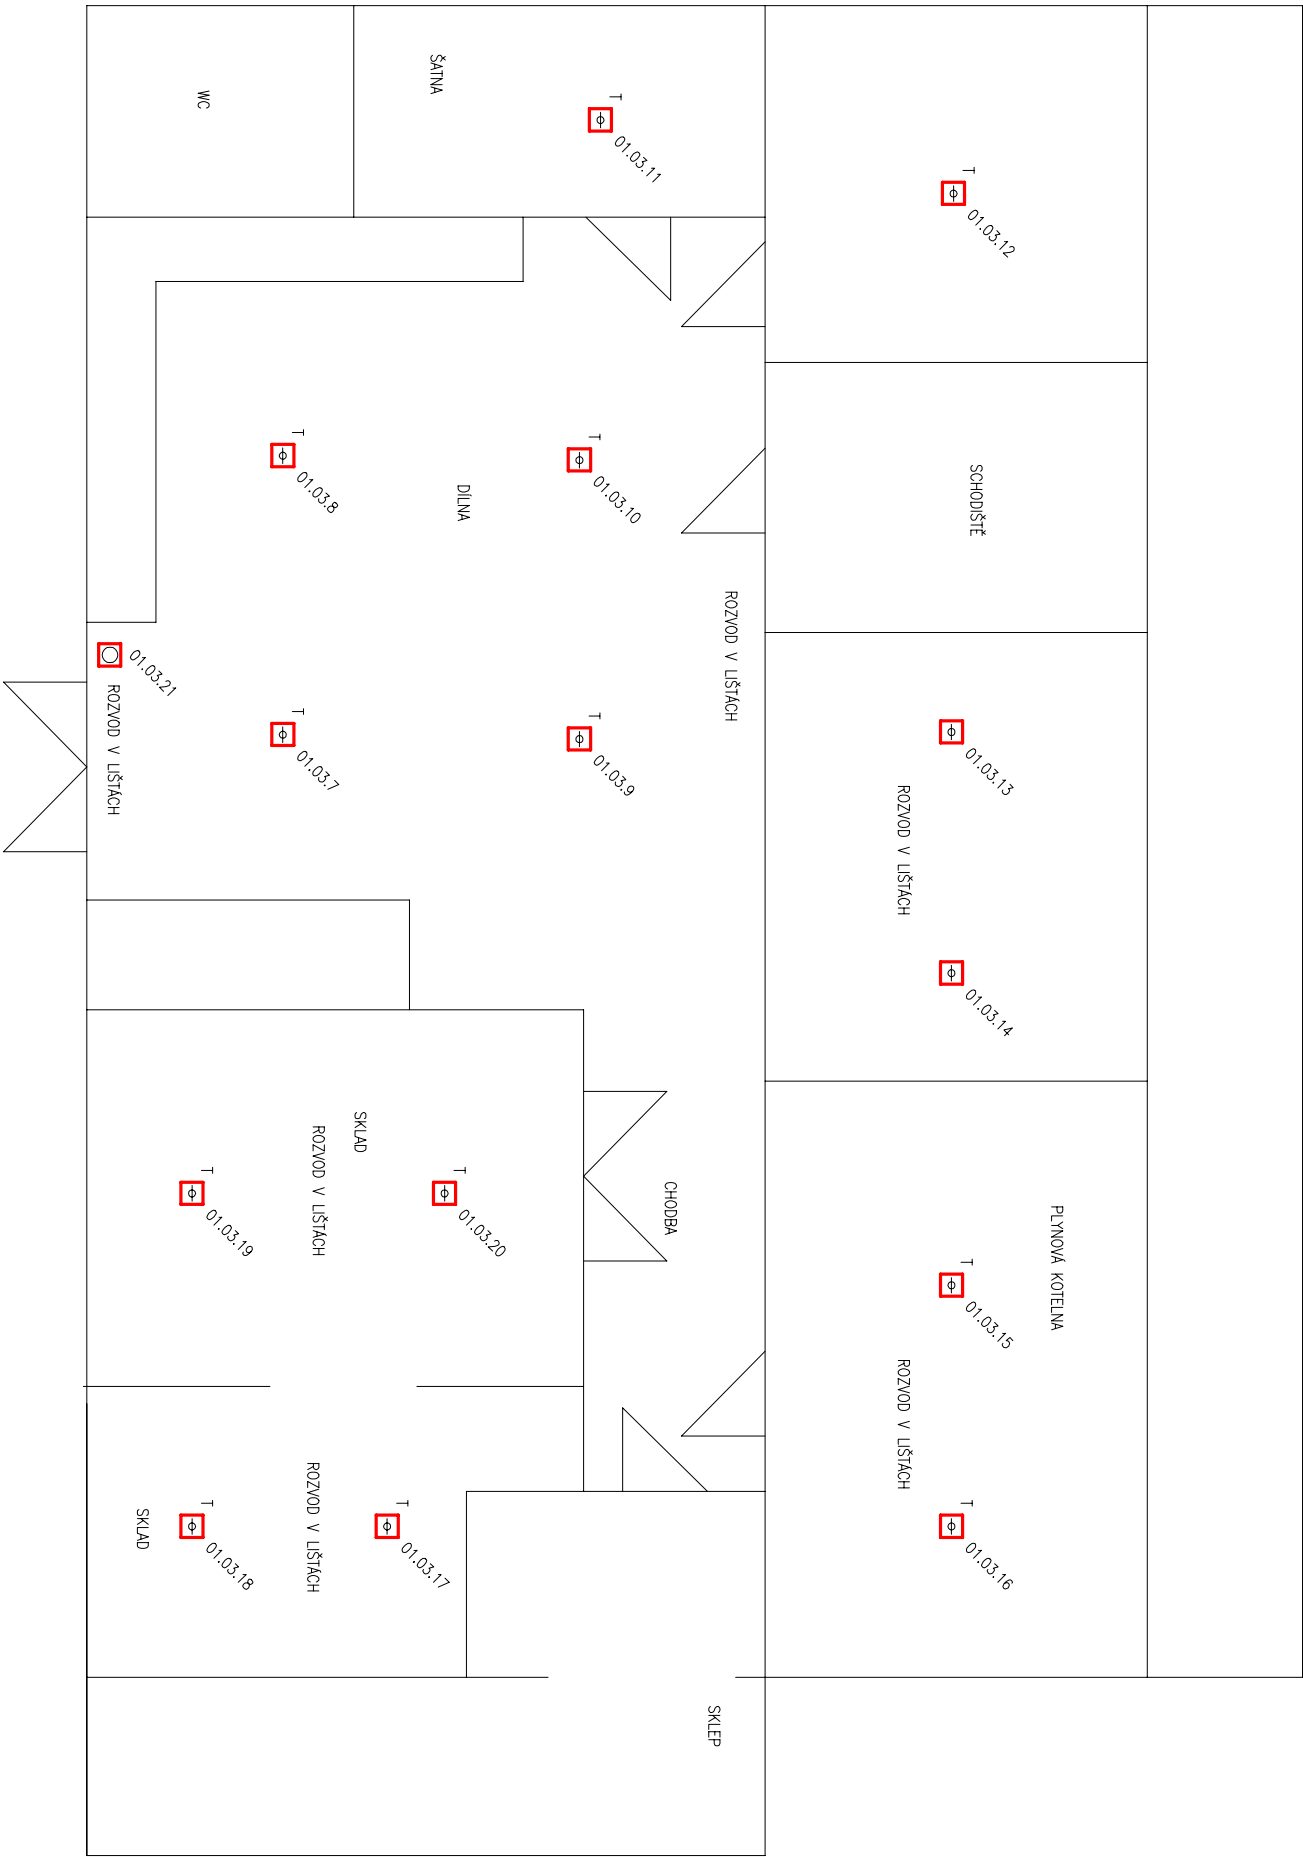 WC
ŠATNA
T
01.03.11
T
01.03.12
T
01.03.8
DÍLNA
T
01.03.10
SCHODIŠTĚ
ROZVOD V LIŠTÁCH
01.03.21
ROZVOD V LIŠTÁCH
T
01.03.7
T
01.03.9
01.03.13
ROZVOD V LIŠTÁCH
01.03.14
SKLAD
ROZVOD V LIŠTÁCH
T
01.03.19
T
01.03.20
CHODBA
PLYNOVÁ KOTELNA
T
01.03.15
ROZVOD V LIŠTÁCH
T
01.03.16
ROZVOD V LIŠTÁCH
SKLAD
T
01.03.18
T
01.03.17
SKLEP